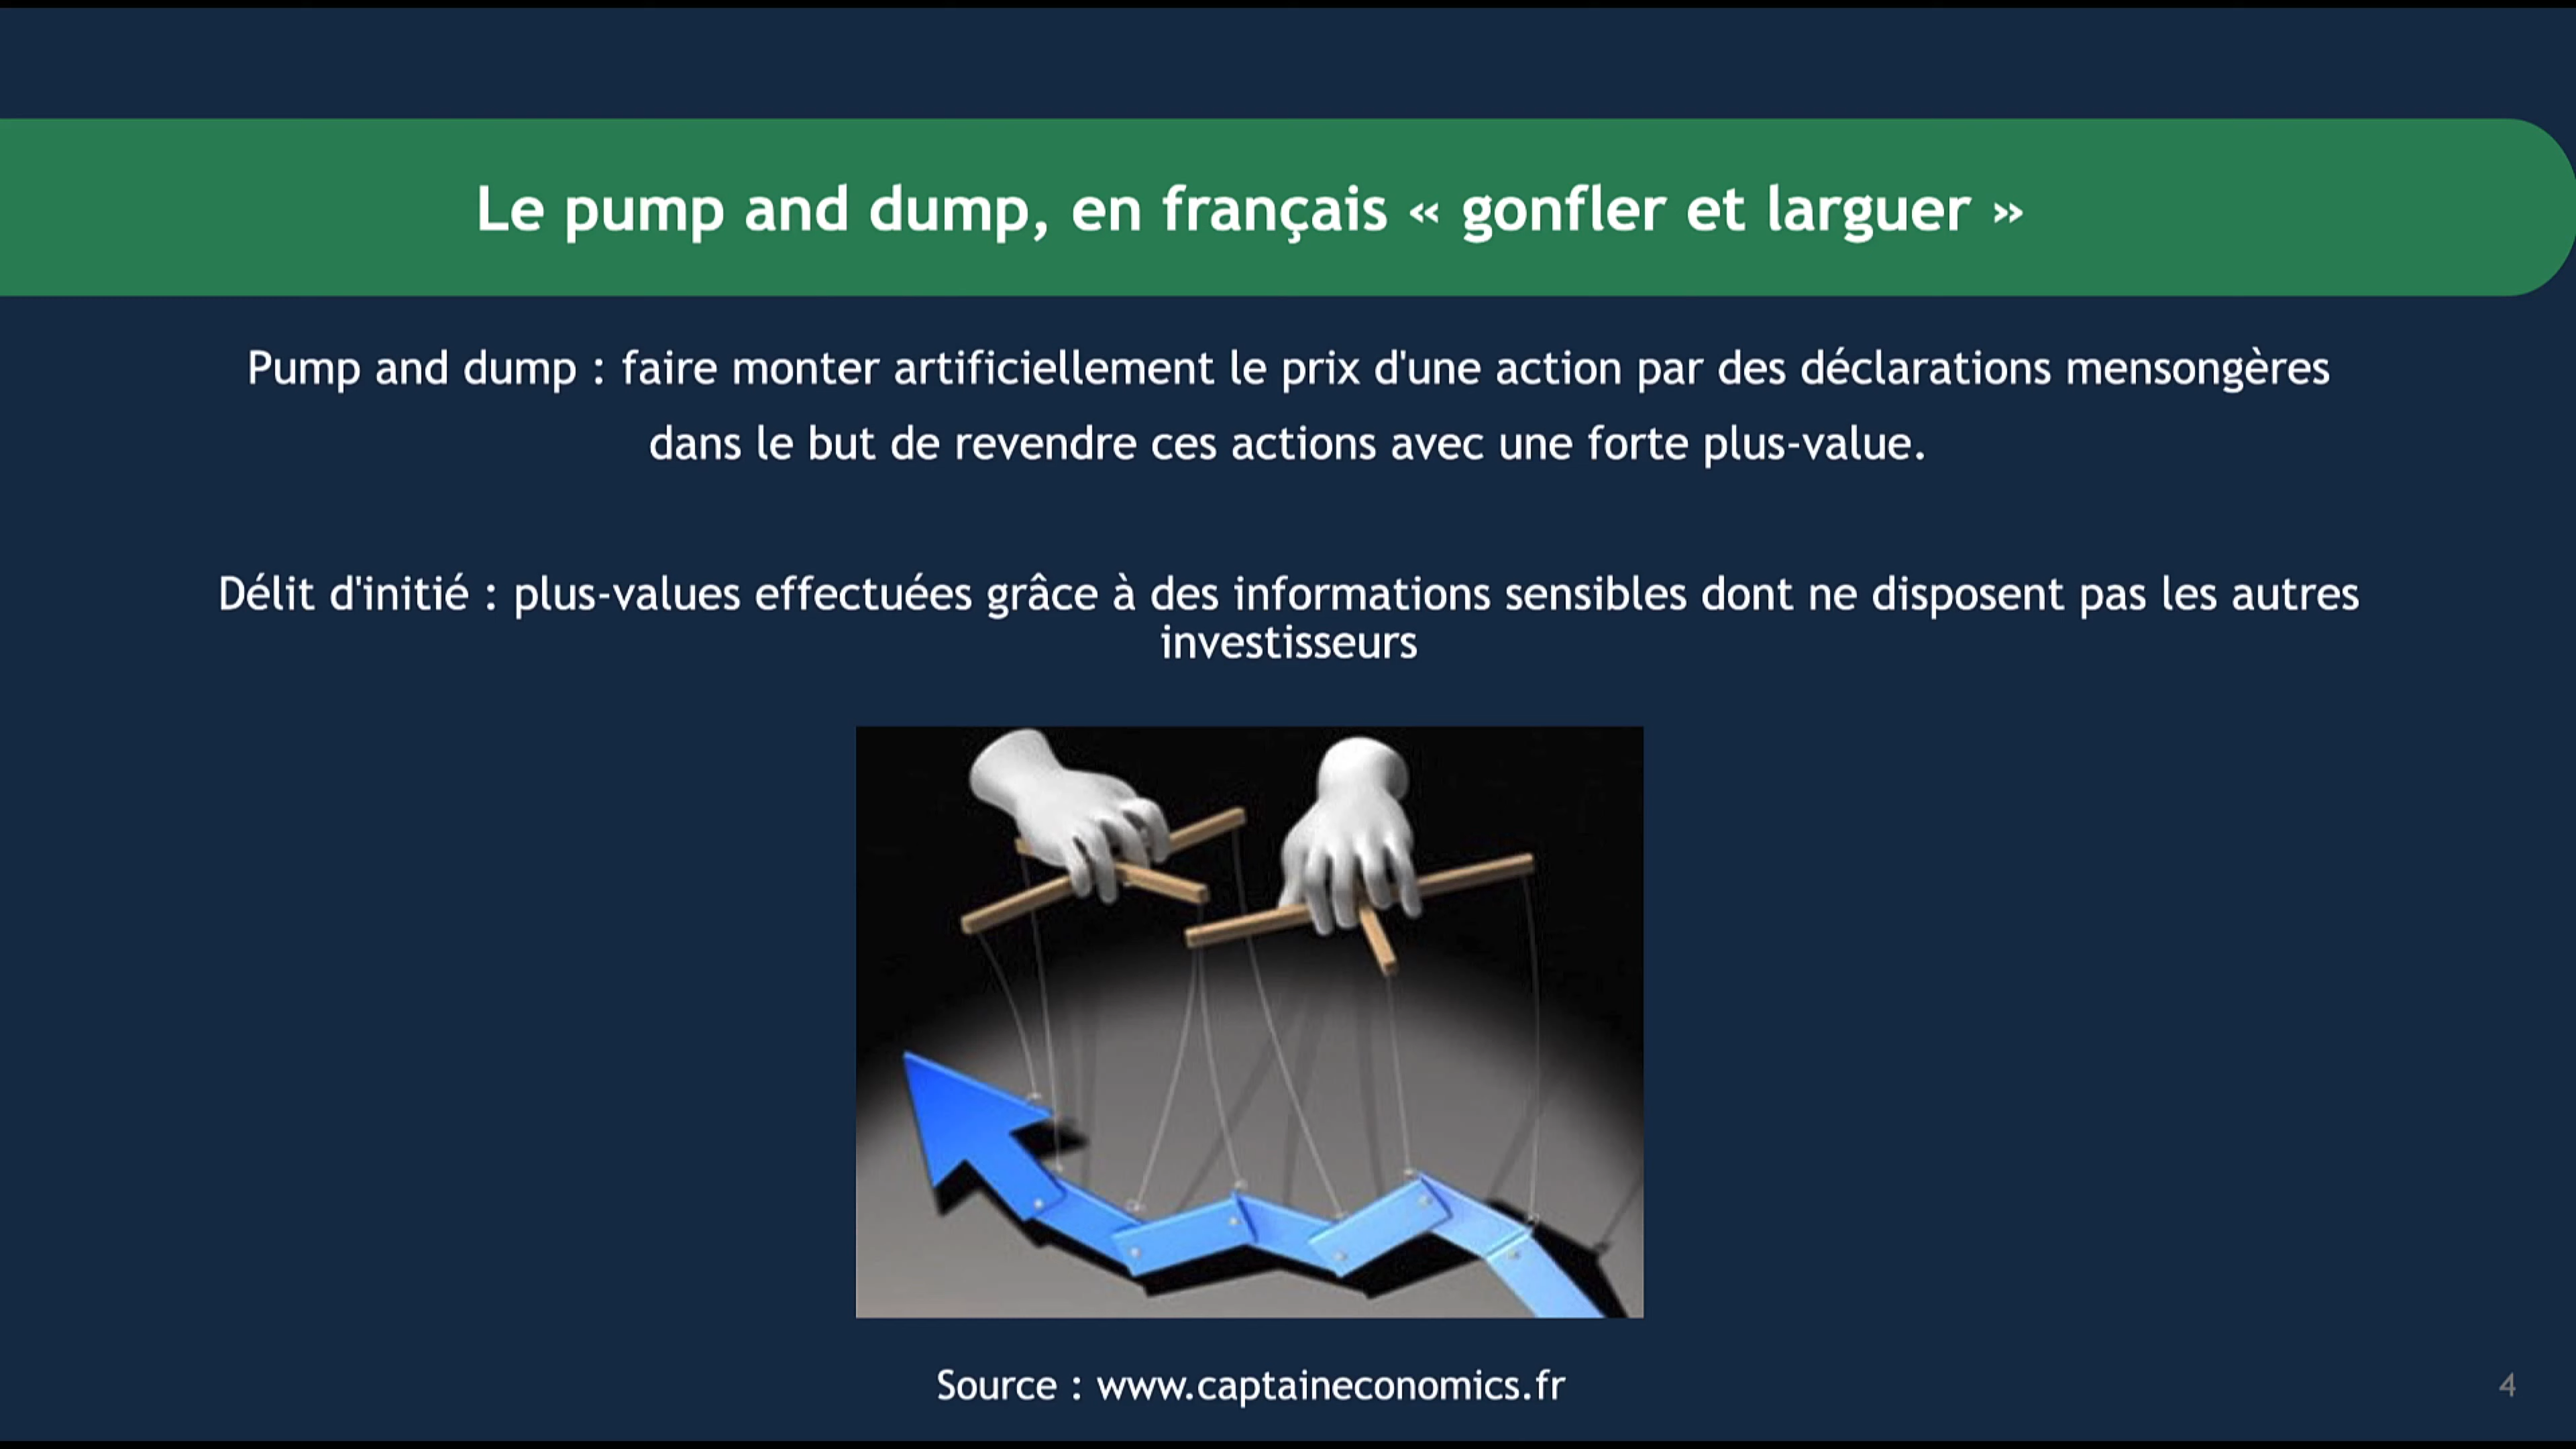 Le pump and dump, en français « gonfler et larguer »
Pump and dump : faire monter artificiellement le prix d'une action par des déclarations mensongères
dans le but de revendre ces actions avec une forte plus-value.
Délit d'initié : plus-values effectuées grâce à des informations sensibles dont ne disposent pas les autres
investisseurs
Source : www.captaineconomics.fr
4